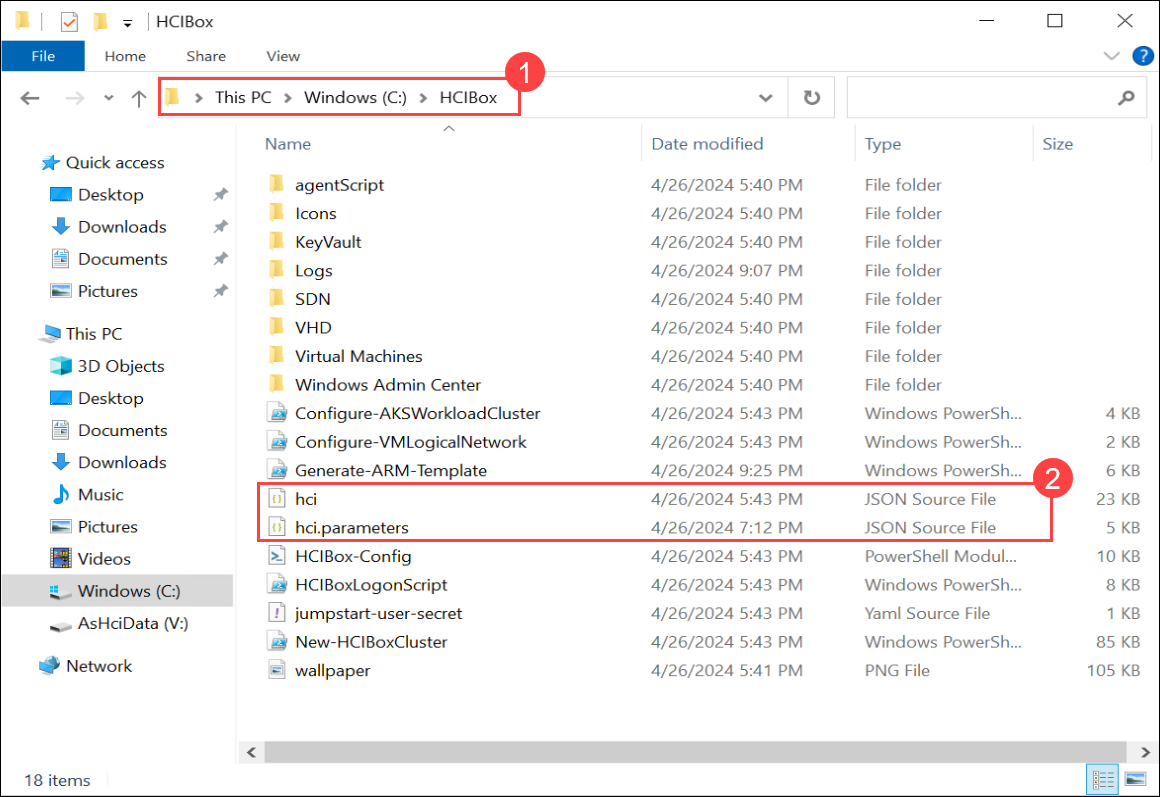 HCIBox
File Home Share View
1
This PC Windows (C:) HCIBox
Name Date modified Type Size
Quick access
Desktop
Downloads
Documents
Pictures
This PC
3D Objects
Desktop
Documents
Downloads
Music
Pictures
Videos
Windows (C:)
AsHciData (V:)
Network
agentScript 4/26/2024 5:40 PM File folder
Icons 4/26/2024 5:40 PM File folder
KeyVault 4/26/2024 5:40 PM File folder
Logs 4/26/2024 9:07 PM File folder
SDN 4/26/2024 5:40 PM File folder
VHD 4/26/2024 5:40 PM File folder
Virtual Machines 4/26/2024 5:40 PM File folder
Windows Admin Center 4/26/2024 5:40 PM File folder
Configure-AKSWorkloadCluster 4/26/2024 5:43 PM Windows PowerSh... 4 KB
Configure-VMLogicalNetwork 4/26/2024 5:43 PM Windows PowerSh... 2 KB
Generate-ARM-Template 4/26/2024 9:25 PM Windows PowerSh... 6 KB
2
hci 4/26/2024 5:43 PM JSON Source File 23 KB
hci.parameters 4/26/2024 7:12 PM JSON Source File 5 KB
HCIBox-Config 4/26/2024 5:43 PM PowerShell Modul... 10 KB
HCIBoxLogonScript 4/26/2024 5:43 PM Windows PowerSh... 8 KB
jumpstart-user-secret 4/26/2024 5:43 PM Yaml Source File 1 KB
New-HCIBoxCluster 4/26/2024 5:43 PM Windows PowerSh... 85 KB
wallpaper 4/26/2024 5:41 PM PNG File 105 KB
18 items